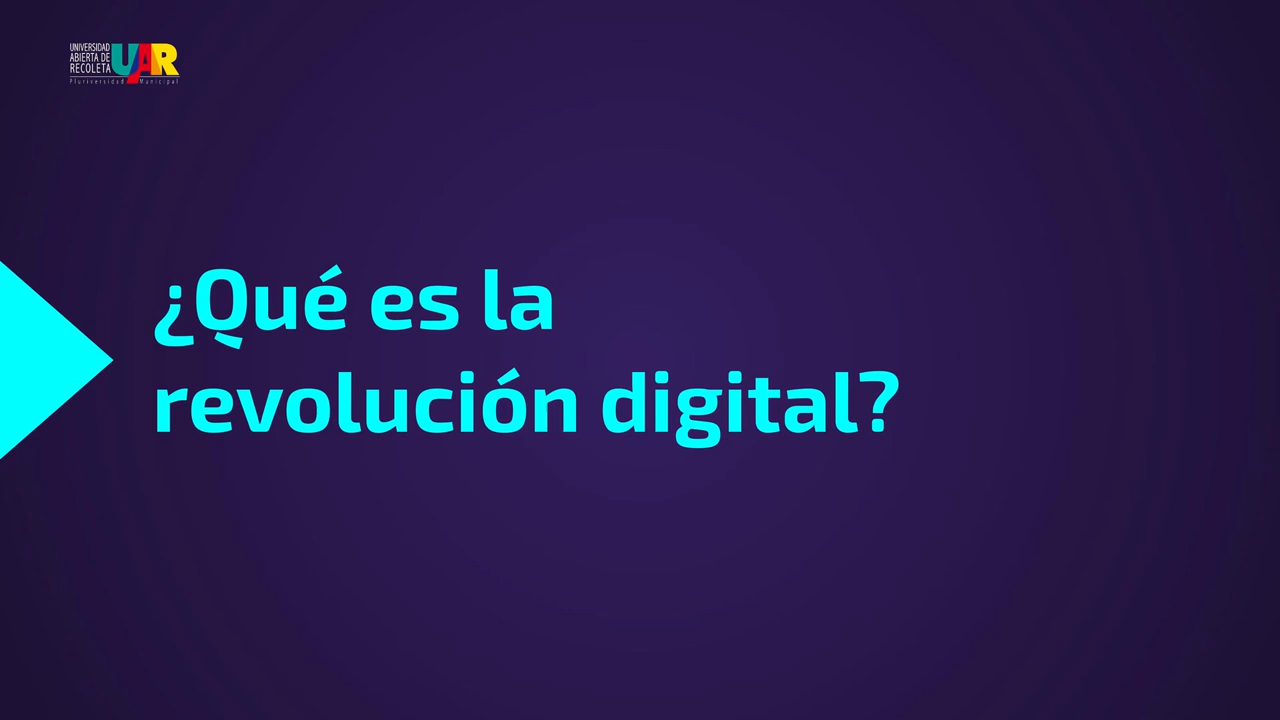 UNIVERSIDAD
ABIERTA DE
RECOLETA
UAR
Pluriversidad Municipal
¿Qué es la
revolución digital?